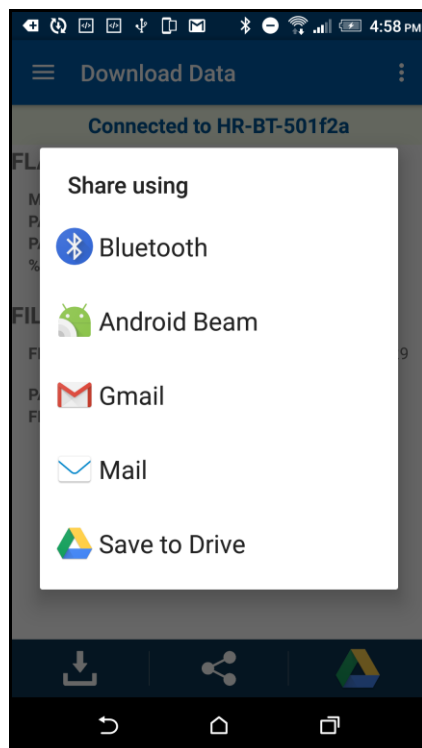 4:58 PM
Download Data
Connected to HR-BT-501f2a
Share using
Bluetooth
Android Beam
Gmail
Mail
Save to Drive